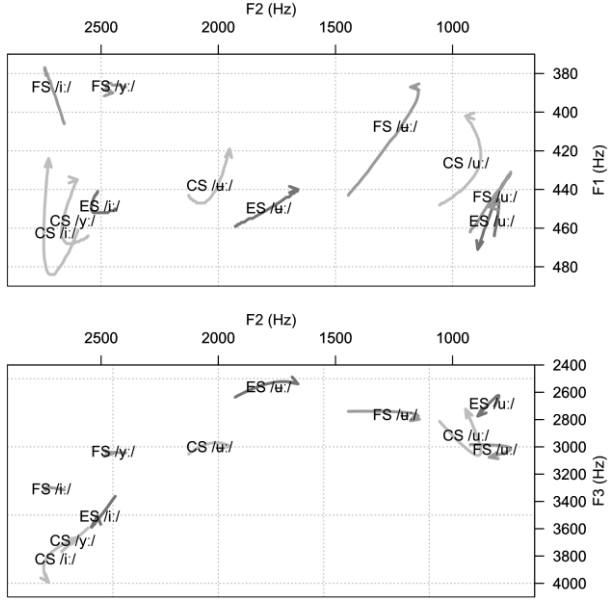 F2 (Hz)
2500 2000 1500 1000
FS /iː/ FS /yː/ 380
400
FS /ʉː/
420
CS /uː/
CS /ʉː/ 440
FS /uː/
ES /iː/ ES /ʉː/
CS /yː/ ES /uː/ 460
CS /iː/
480
F1 (Hz)
F2 (Hz)
2500 2000 1500 1000
2400
ES /ʉː/ 2600
ES /uː/
FS /ʉː/ 2800
CS /uː/
FS /yː/ CS /ʉː/ FS /uː/ 3000
3200
FS /iː/
3400
ES /iː/
3600
CS /yː/
CS /iː/ 3800
4000
F3 (Hz)